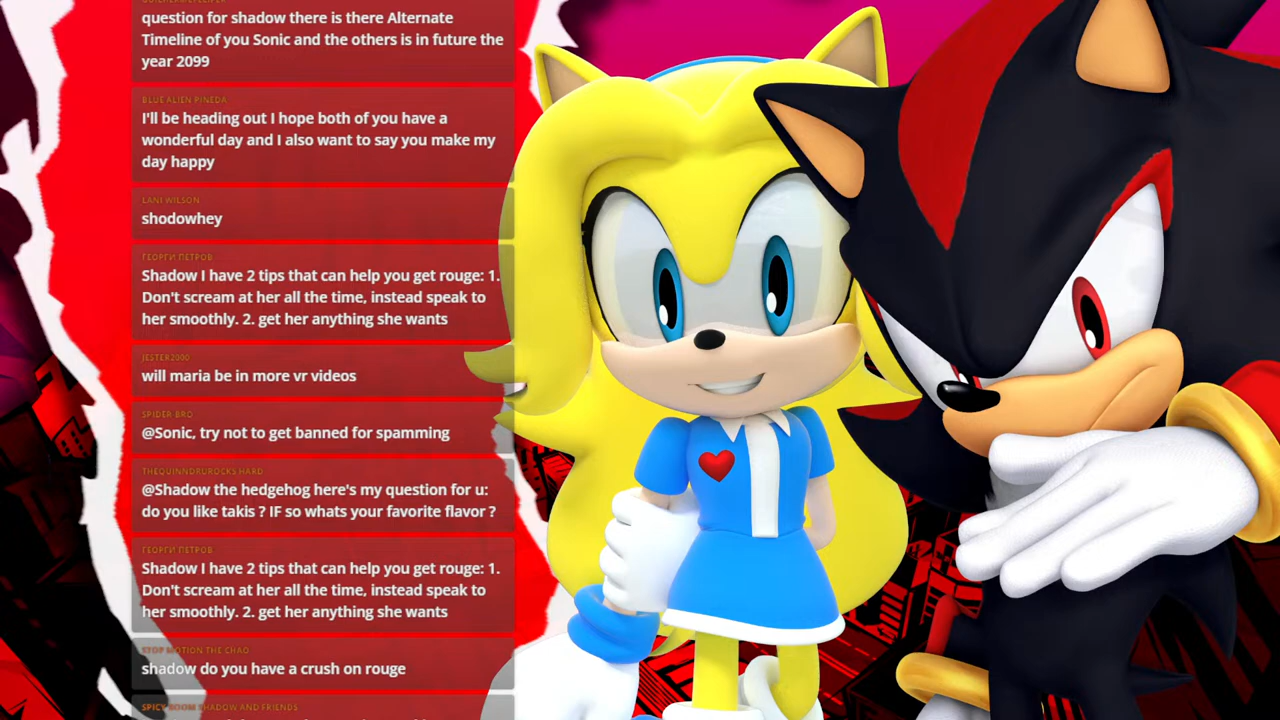 question for shadow there is there Alternate
Timeline of you Sonic and the others is in future the
year 2099
BLUE ALIEN PINEDA
I'll be heading out I hope both of you have a
wonderful day and I also want to say you make my
day happy
LANI WILSON
shodowhey
ГЕОРГИ ПЕТРОВ
Shadow I have 2 tips that can help you get rouge: 1.
Don't scream at her all the time, instead speak to
her smoothly. 2. get her anything she wants
JESTER2000
will maria be in more vr videos
SPIDER BRO
@Sonic, try not to get banned for spamming
THEQUINNDRUROCKS HARD
@Shadow the hedgehog here's my question for u:
do you like takis ? IF so whats your favorite flavor ?
ГЕОРГИ ПЕТРОВ
Shadow I have 2 tips that can help you get rouge: 1.
Don't scream at her all the time, instead speak to
her smoothly. 2. get her anything she wants
STOP MOTION THE CHAO
shadow do you have a crush on rouge
SPICY BOOM SHADOW AND FRIENDS